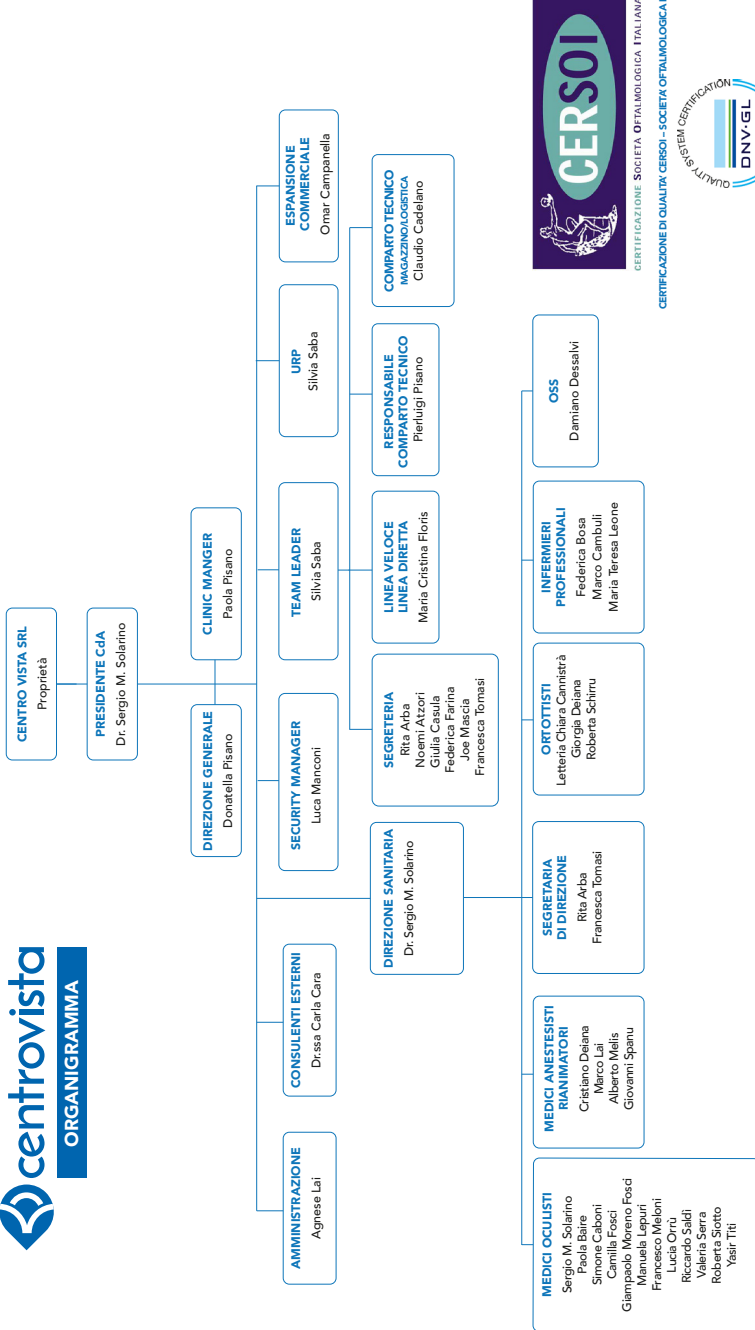 centrovista
ORGANIGRAMMA
CENTRO VISTA SRL
Proprietà
PRESIDENTE CdA
Dr. Sergio M. Solarino
DIREZIONE GENERALE
Donatella Pisano
CLINIC MANGER
Paola Pisano
AMMINISTRAZIONE
Agnese Lai
CONSULENTI ESTERNI
Dr.ssa Carla Cara
SECURITY MANAGER
Luca Manconi
TEAM LEADER
Silvia Saba
URP
Silvia Saba
ESPANSIONE
COMMERCIALE
Omar Campanella
DIREZIONE SANITARIA
Dr. Sergio M. Solarino
SEGRETERIA
Rita Arba
Noemi Atzori
Giulia Casula
Federica Farina
Joe Mascia
Francesca Tomasi
LINEA VELOCE
LINEA DIRETTA
Maria Cristina Floris
RESPONSABILE
COMPARTO TECNICO
Pierluigi Pisano
COMPARTO TECNICO
MAGAZZINO/LOGISTICA
Claudio Cadelano
MEDICI OCULISTI
Sergio M. Solarino
Paola Baire
Simone Caboni
Camilla Fosci
Giampaolo Moreno Fosci
Manuela Lepuri
Francesco Meloni
Lucia Orrù
Riccardo Saldì
Valeria Serra
Roberta Siotto
Yasir Titi
MEDICI ANESTESISTI
RIANIMATORI
Cristiano Deiana
Marco Lai
Alberto Melis
Giovanni Spanu
SEGRETARIA
DI DIREZIONE
Rita Arba
Francesca Tomasi
ORTOTTISTI
Letteria Chiara Cannistrà
Giorgia Deiana
Roberta Schirru
INFERMIERI
PROFESSIONALI
Federica Bosa
Marco Cambuli
Maria Teresa Leone
OSS
Damiano Dessalvi
CERSOI
CERTIFICAZIONE SOCIETÀ OFTALMOLOGICA ITALIANA
CERTIFICAZIONE DI QUALITA' CERSOI – SOCIETA' OFTALMOLOGICA
QUALITY SYSTEM CERTIFICATION
DNV·GL